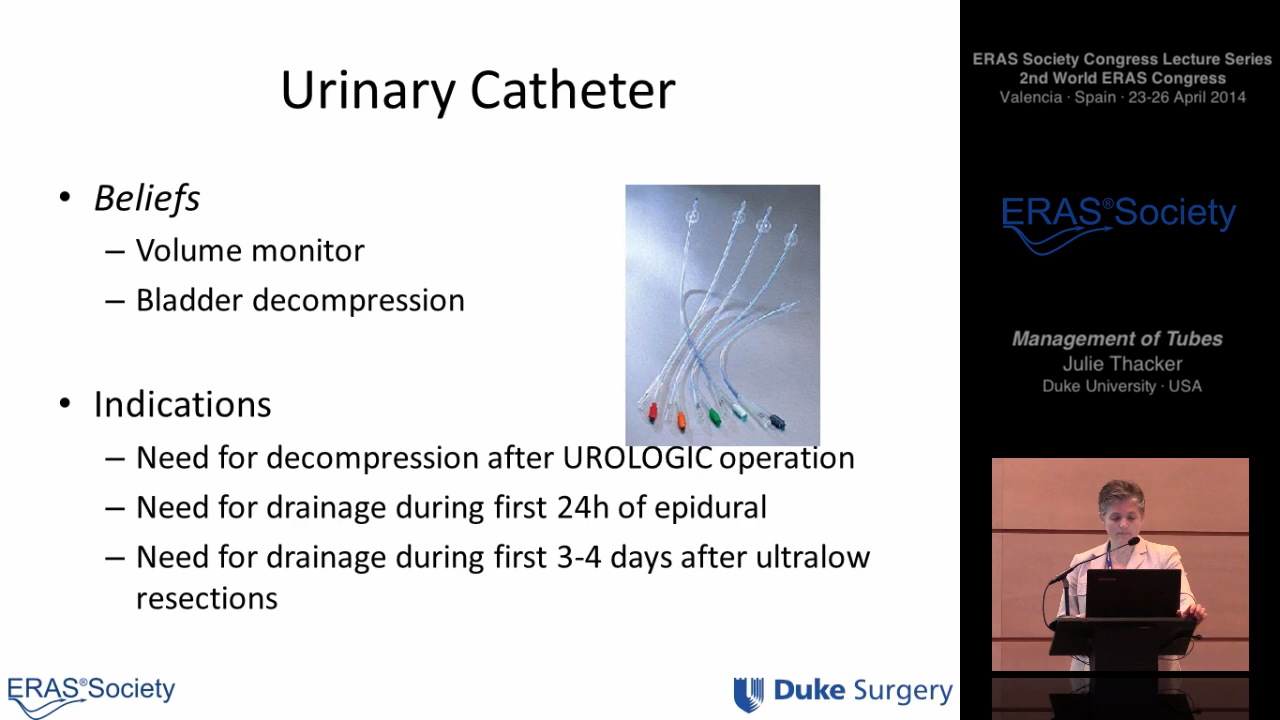 Urinary Catheter
• Beliefs
– Volume monitor
– Bladder decompression
• Indications
– Need for decompression after UROLOGIC operation
– Need for drainage during first 24h of epidural
– Need for drainage during first 3-4 days after ultralow
resections
ERAS®Society
Duke Surgery
ERAS Society Congress Lecture Series
2nd World ERAS Congress
Valencia · Spain · 23-26 April 2014
ERAS®Society
Management of Tubes
Julie Thacker
Duke University · USA